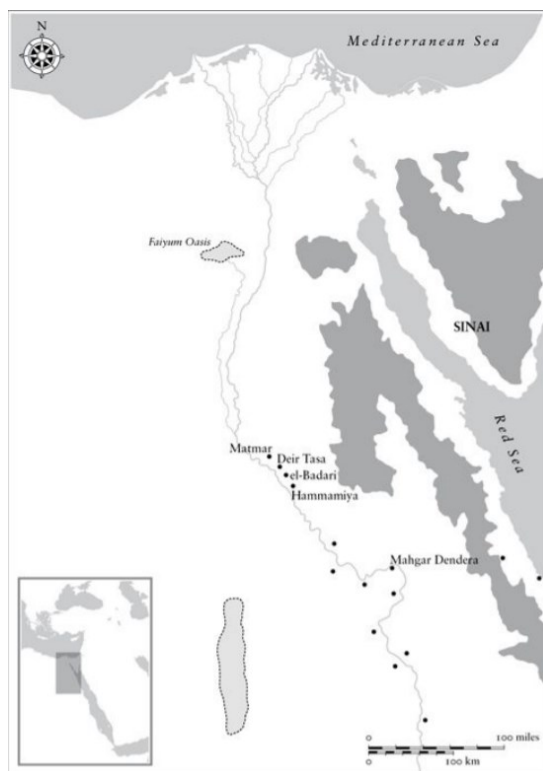 N
Mediterranean Sea
Faiyum Oasis
SINAI
Red Sea
Matmar
Deir Tasa
el-Badari
Hammamiya
Mahgar Dendera
0 100 miles
0 100 km